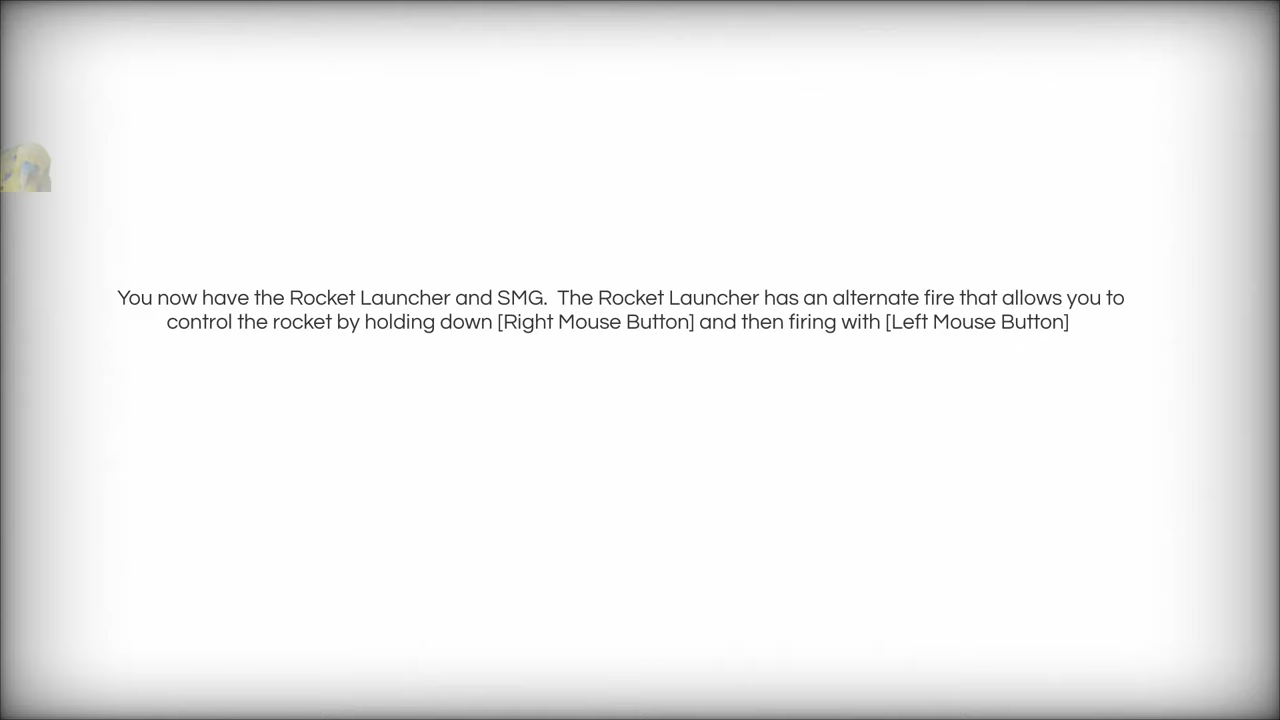 You now have the Rocket Launcher and SMG.  The Rocket Launcher has an alternate fire that allows you to
control the rocket by holding down [Right Mouse Button] and then firing with [Left Mouse Button]